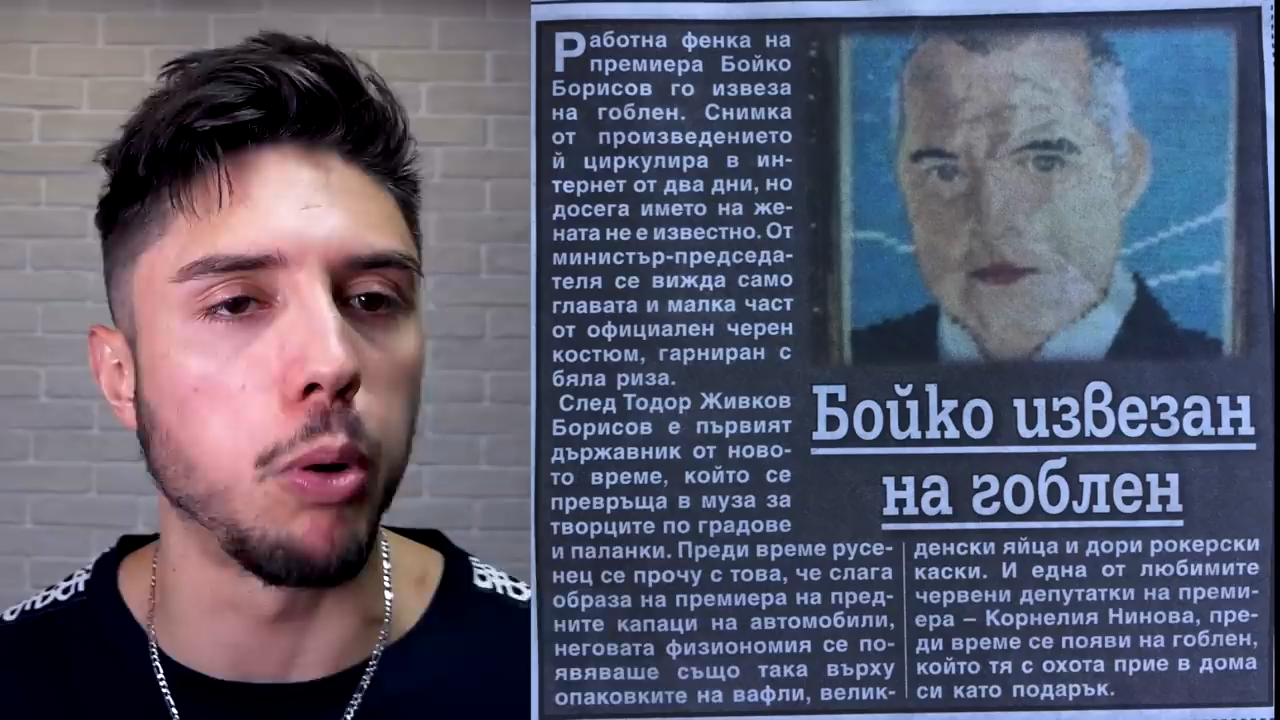 Работна фенка на
премиера Бойко
Борисов го извеза
на гоблен. Снимка
от произведението
й циркулира в ин-
тернет от два дни, но
досега името на же-
ната не е известно. От
министър-председа-
теля се вижда само
главата и малка част
от официален черен
костюм, гарниран с
бяла риза.
След Тодор Живков
Борисов е първият
държавник от ново-
то време, който се
превръща в муза за
творците по градове
и паланки. Преди време русе-
нец се прочу с това, че слага
образа на премиера на пред-
ните капаци на автомобили,
неговата физиономия се по-
явяваше също така върху
опаковките на вафли, велик-
денски яйца и дори рокерски
каски. И една от любимите
червени депутатки на преми-
ера – Корнелия Нинова, пре-
ди време се появи на гоблен,
който тя с охота прие в дома
си като подарък.
Бойко извезан
на гоблен